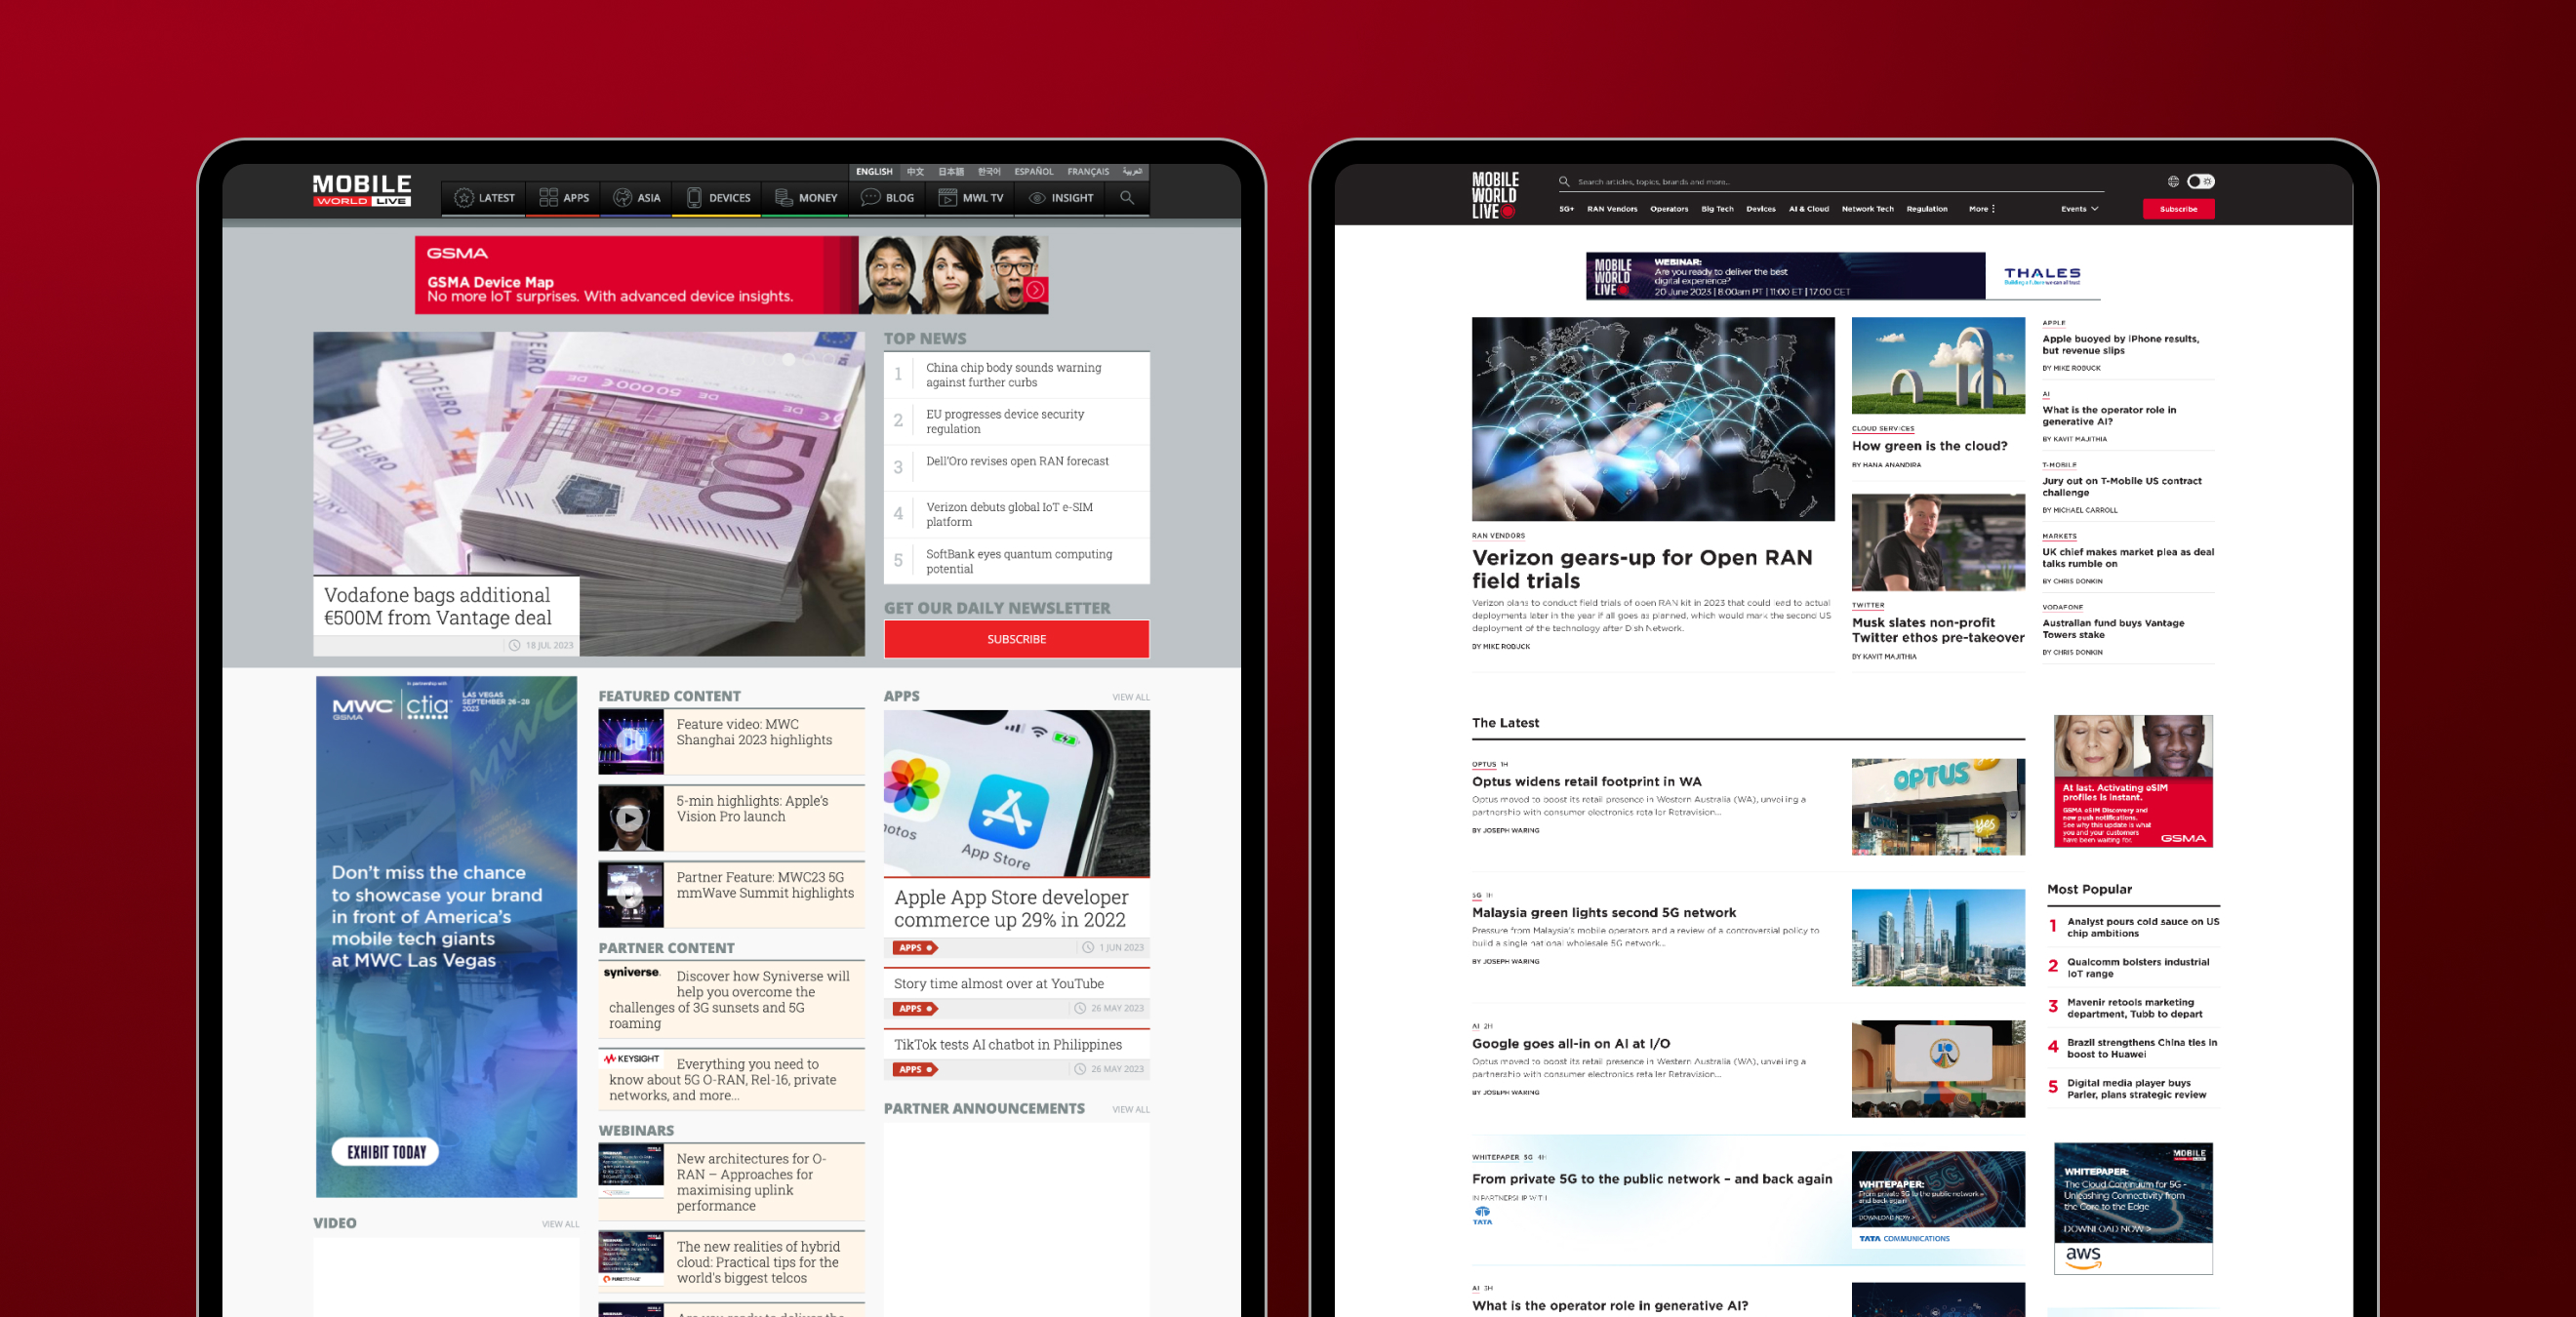 MOBILE
WORLD LIVE
ENGLISH 中文 日本語 한국어 ESPAÑOL FRANÇAIS العربية
LATEST APPS ASIA DEVICES MONEY BLOG MWL TV INSIGHT
GSMA
GSMA Device Map
No more IoT surprises. With advanced device insights.
Vodafone bags additional
€500M from Vantage deal
18 JUL 2023
TOP NEWS
1 China chip body sounds warning
against further curbs
2 EU progresses device security
regulation
3 Dell'Oro revises open RAN forecast
4 Verizon debuts global IoT e-SIM
platform
5 SoftBank eyes quantum computing
potential
GET OUR DAILY NEWSLETTER
SUBSCRIBE
In partnership with
MWC ctia
GSMA
LAS VEGAS
SEPTEMBER 26–28
2023
Don't miss the chance
to showcase your brand
in front of America's
mobile tech giants
at MWC Las Vegas
EXHIBIT TODAY
VIDEO VIEW ALL
FEATURED CONTENT
Feature video: MWC
Shanghai 2023 highlights
5-min highlights: Apple's
Vision Pro launch
Partner Feature: MWC23 5G
mmWave Summit highlights
PARTNER CONTENT
syniverse.
Discover how Syniverse will
help you overcome the
challenges of 3G sunsets and 5G
roaming
KEYSIGHT
Everything you need to
know about 5G O-RAN, Rel-16, private
networks, and more...
WEBINARS
New architectures for O-
RAN – Approaches for
maximising uplink
performance
The new realities of hybrid
cloud: Practical tips for the
world's biggest telcos
APPS VIEW ALL
otos
App Store
Apple App Store developer
commerce up 29% in 2022
APPS 1 JUN 2023
Story time almost over at YouTube
APPS 26 MAY 2023
TikTok tests AI chatbot in Philippines
APPS 26 MAY 2023
PARTNER ANNOUNCEMENTS VIEW ALL
MOBILE
WORLD
LIVE
Search articles, topics, brands and more...
5G+ RAN Vendors Operators Big Tech Devices AI & Cloud Network Tech Regulation More Events
Subscribe
MOBILE
WORLD
LIVE
WEBINAR:
Are you ready to deliver the best
digital experience?
20 June 2023 | 8:00am PT | 11:00 ET | 17:00 CET
THALES
Building a future we can all trust
RAN VENDORS
Verizon gears-up for Open RAN
field trials
Verizon plans to conduct field trials of open RAN kit in 2023 that could lead to actual
deployments later in the year if all goes as planned, which would mark the second US
deployment of the technology after Dish Network.
BY MIKE ROBUCK
CLOUD SERVICES
How green is the cloud?
BY HANA ANANDIRA
TWITTER
Musk slates non-profit
Twitter ethos pre-takeover
BY KAVIT MAJITHIA
APPLE
Apple buoyed by iPhone results,
but revenue slips
BY MIKE ROBUCK
AI
What is the operator role in
generative AI?
BY KAVIT MAJITHIA
T-MOBILE
Jury out on T-Mobile US contract
challenge
BY MICHAEL CARROLL
MARKETS
UK chief makes market plea as deal
talks rumble on
BY CHRIS DONKIN
VODAFONE
Australian fund buys Vantage
Towers stake
BY CHRIS DONKIN
The Latest
OPTUS 1H
Optus widens retail footprint in WA
Optus moved to boost its retail presence in Western Australia (WA), unveiling a
partnership with consumer electronics retailer Retravision...
BY JOSEPH WARING
OPTUS
yes
5G 1H
Malaysia green lights second 5G network
Pressure from Malaysia's mobile operators and a review of a controversial policy to
build a single national wholesale 5G network...
BY JOSEPH WARING
AI 2H
Google goes all-in on AI at I/O
Optus moved to boost its retail presence in Western Australia (WA), unveiling a
partnership with consumer electronics retailer Retravision...
BY JOSEPH WARING
WHITEPAPER 5G 4H
From private 5G to the public network – and back again
IN PARTNERSHIP WITH
TATA
WHITEPAPER:
From private 5G to the public network –
and back again
DOWNLOAD NOW >
TATA COMMUNICATIONS
AI 3H
What is the operator role in generative AI?
At last. Activating eSIM
profiles is instant.
GSMA eSIM Discovery and
new push notifications.
See why this update is what
you and your customers
have been waiting for.
GSMA
Most Popular
1 Analyst pours cold sauce on US
chip ambitions
2 Qualcomm bolsters industrial
IoT range
3 Mavenir retools marketing
department, Tubb to depart
4 Brazil strengthens China ties in
boost to Huawei
5 Digital media player buys
Parler, plans strategic review
MOBILE
WHITEPAPER:
The Cloud Continuum for 5G -
Unleashing Connectivity from
the Core to the Edge
DOWNLOAD NOW >
aws